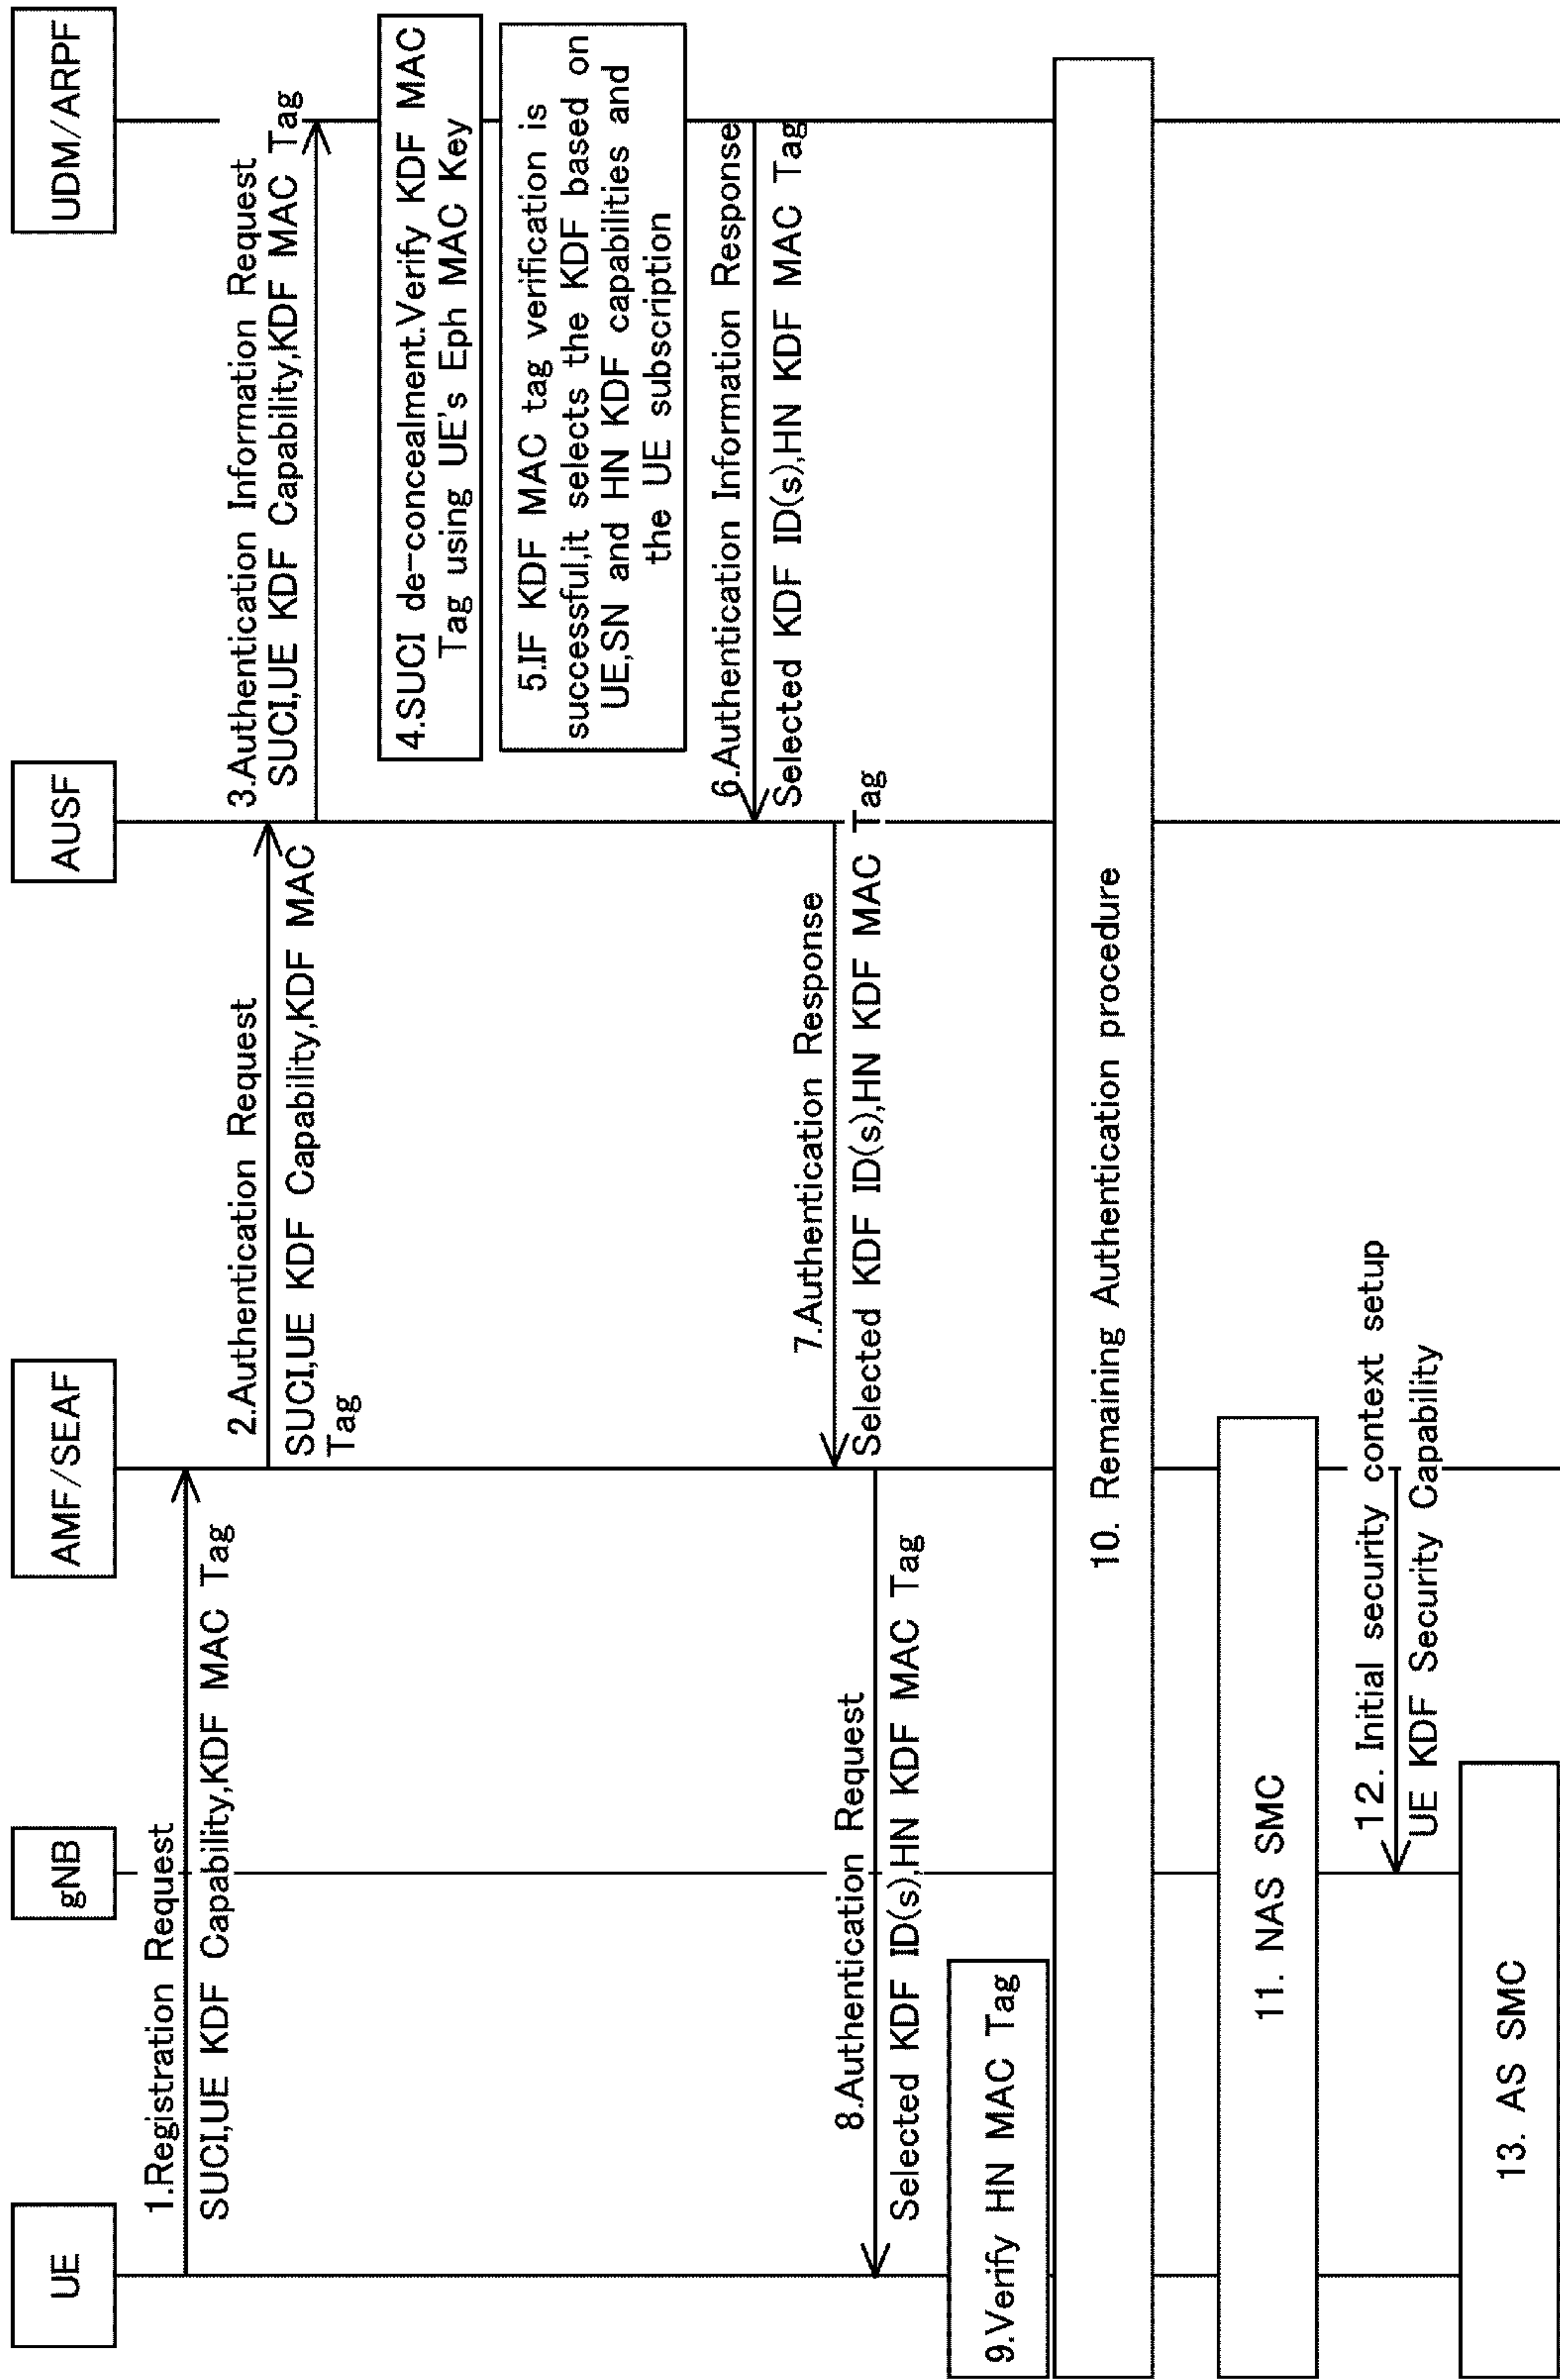 UE
gNB
AMF/SEAF
AUSF
UDM/ARPF
1.Registration Request
SUCI,UE KDF Capability,KDF MAC Tag
2.Authentication Request
SUCI,UE KDF Capability,KDF MAC
Tag
3.Authentication Information Request
SUCI,UE KDF Capability,KDF MAC Tag
4.SUCI de-concealment.Verify KDF MAC
Tag using UE's Eph MAC Key
5.IF KDF MAC tag verification is
successful,it selects the KDF based on
UE,SN and HN KDF capabilities and
the UE subscription
6.Authentication Information Response
Selected KDF ID(s),HN KDF MAC Tag
7.Authentication Response
Selected KDF ID(s),HN KDF MAC Tag
8.Authentication Request
Selected KDF ID(s),HN KDF MAC Tag
9.Verify HN MAC Tag
10. Remaining Authentication procedure
11. NAS SMC
12. Initial security context setup
UE KDF Security Capability
13. AS SMC